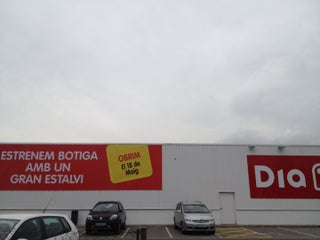 ESTRENEM BOTIGA
AMB UN
GRAN ESTALVI
OBRIM
El 18 de
Maig
Dia